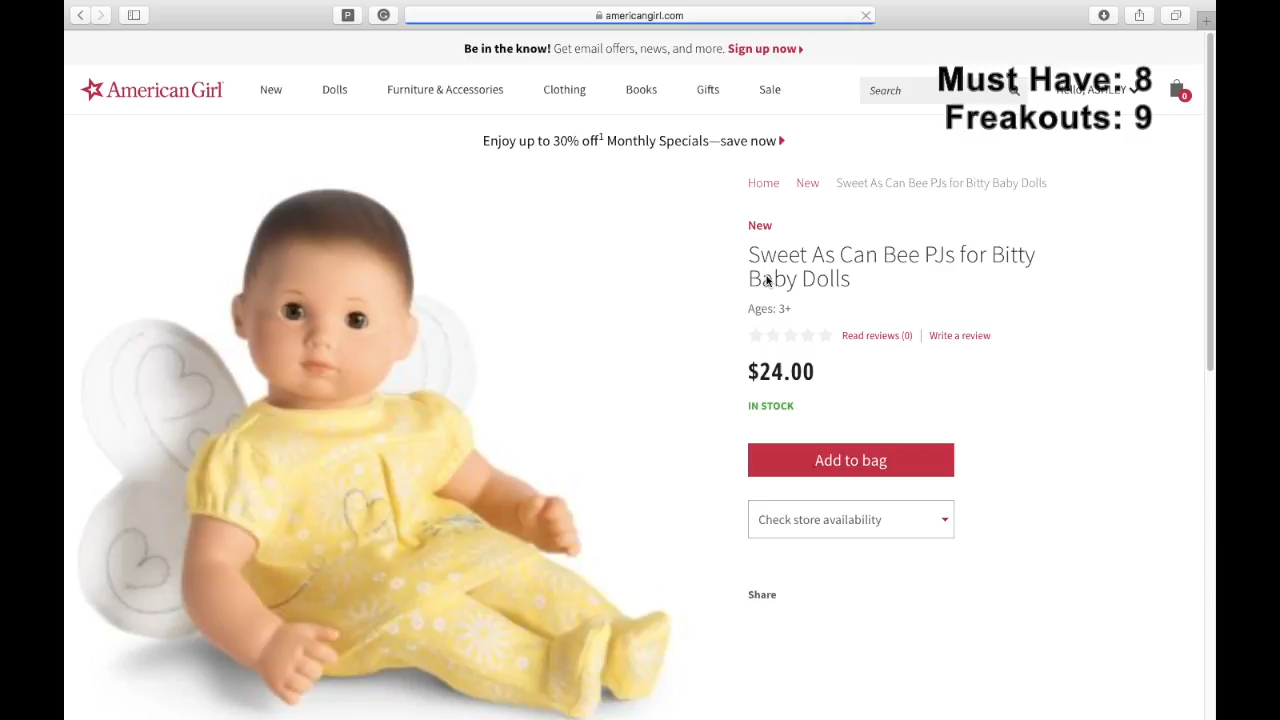 americangirl.com
Be in the know! Get email offers, news, and more. Sign up now
AmericanGirl
New
Dolls
Furniture & Accessories
Clothing
Books
Gifts
Sale
Search
Hello, ASHLEY
0
Must Have: 8
Freakouts: 9
Enjoy up to 30% off1 Monthly Specials—save now
Home New Sweet As Can Bee PJs for Bitty Baby Dolls
New
Sweet As Can Bee PJs for Bitty
Baby Dolls
Ages: 3+
Read reviews (0) | Write a review
$24.00
IN STOCK
Add to bag
Check store availability
Share